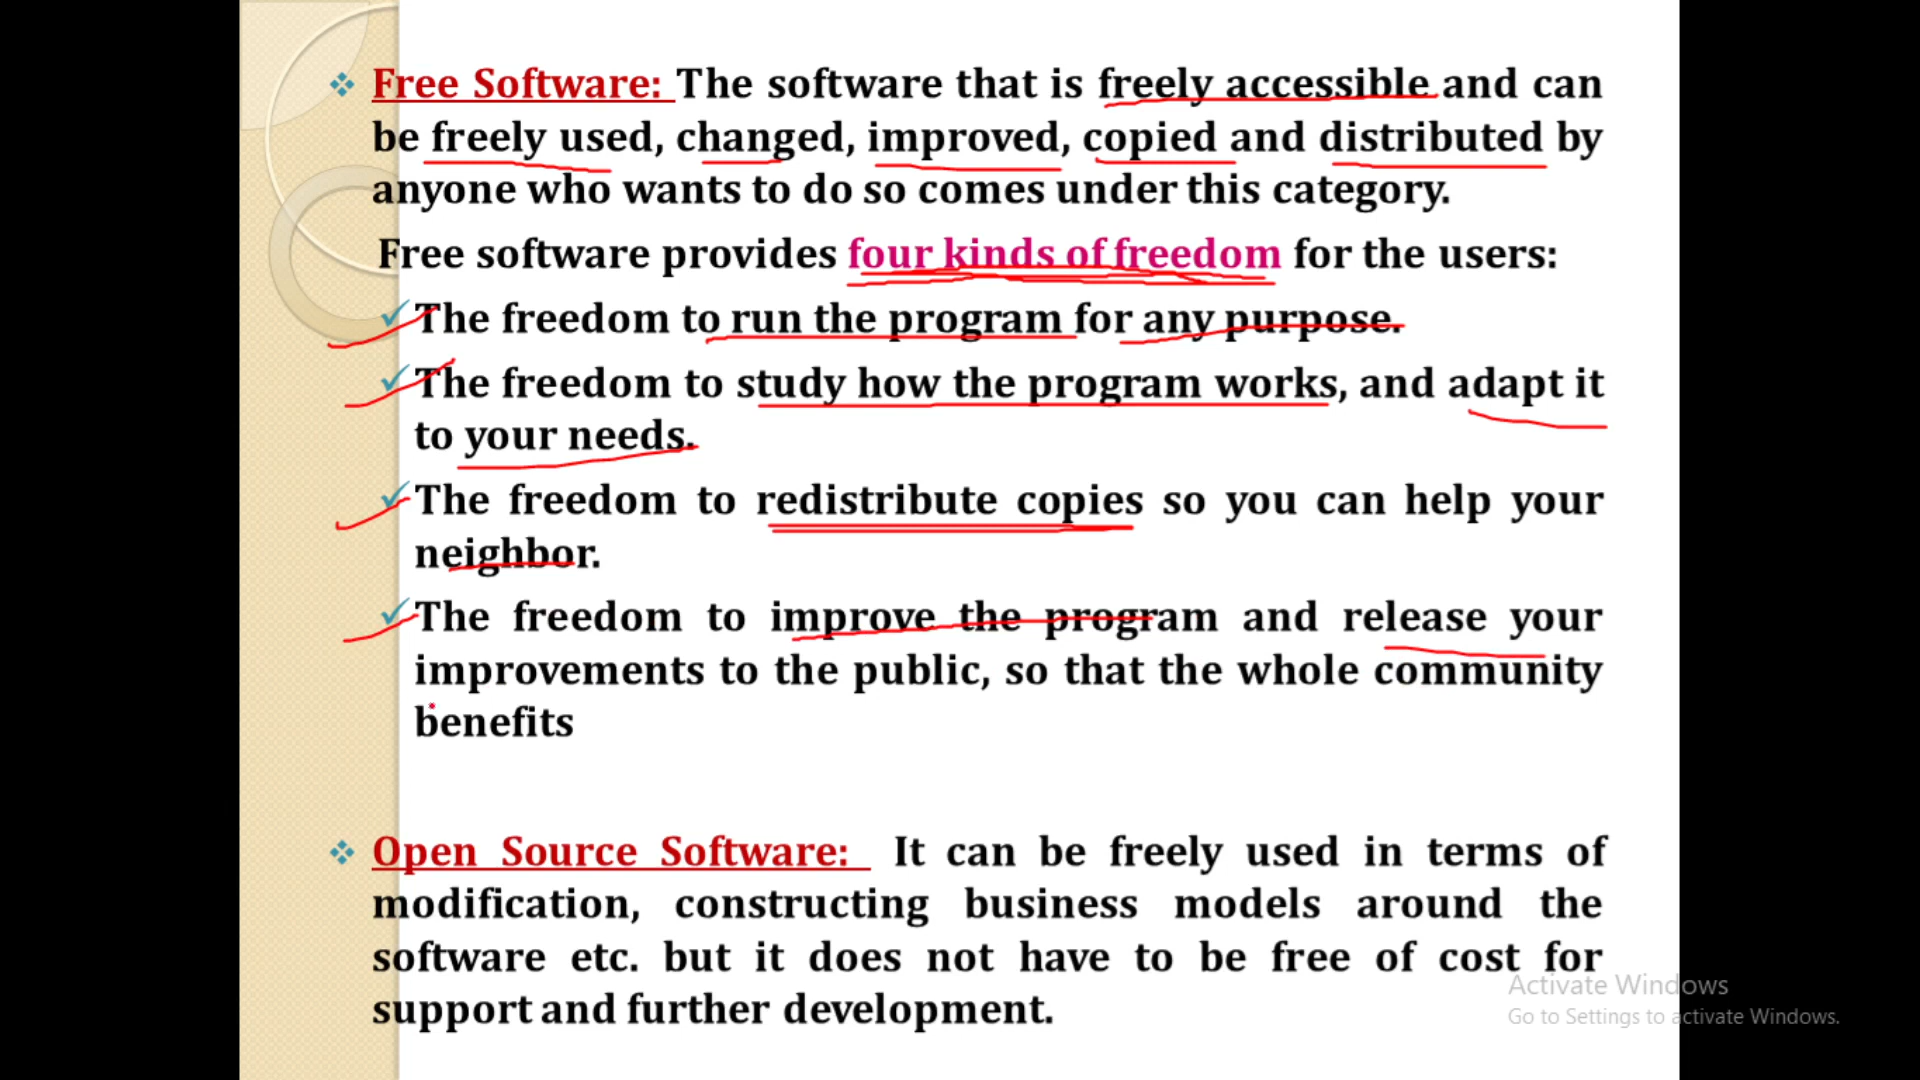 Free Software: The software that is freely accessible and can
be freely used, changed, improved, copied and distributed by
anyone who wants to do so comes under this category.
Free software provides four kinds of freedom for the users:
The freedom to run the program for any purpose.
The freedom to study how the program works, and adapt it
to your needs.
The freedom to redistribute copies so you can help your
neighbor.
The freedom to improve the program and release your
improvements to the public, so that the whole community
benefits
Open Source Software: It can be freely used in terms of
modification, constructing business models around the
software etc. but it does not have to be free of cost for
support and further development.
Activate Windows
Go to Settings to activate Windows.